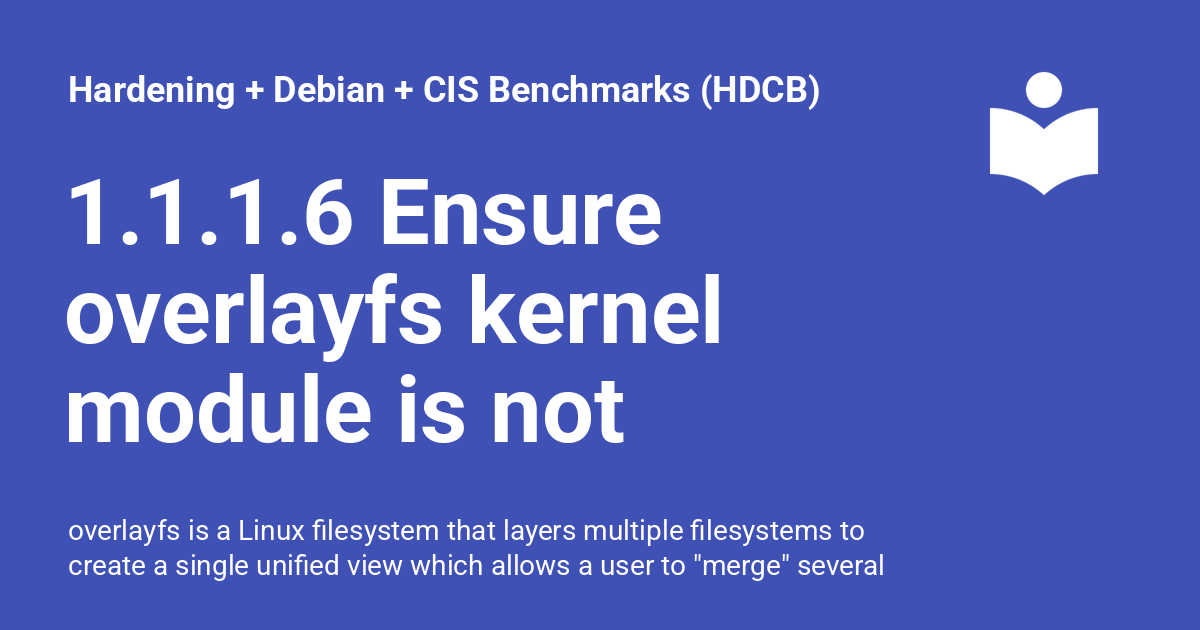 Hardening + Debian + CIS Benchmarks (HDCB)
1.1.1.6 Ensure
overlayfs kernel
module is not
overlayfs is a Linux filesystem that layers multiple filesystems to
create a single unified view which allows a user to "merge" several